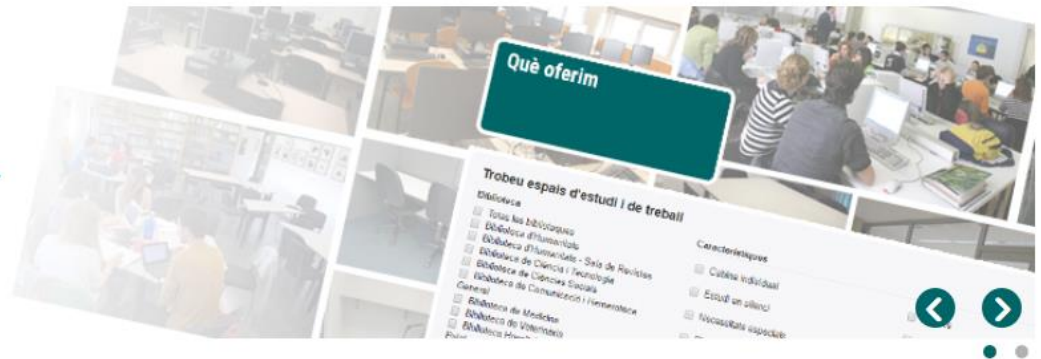 Què oferim
Trobeu espais d'estudi i de treball
Biblioteca
Totes les biblioteques
Biblioteca d'Humanitats
Biblioteca d'Humanitats - Sala de Revistes
Biblioteca de Ciència i Tecnologia
Biblioteca de Ciències Socials
Biblioteca de Comunicació i Hemeroteca
General
Biblioteca de Medicina
Biblioteca de Veterinària
Biblioteca
Característiques
Cabina individual
Estudi en silenci
Necessitats especials